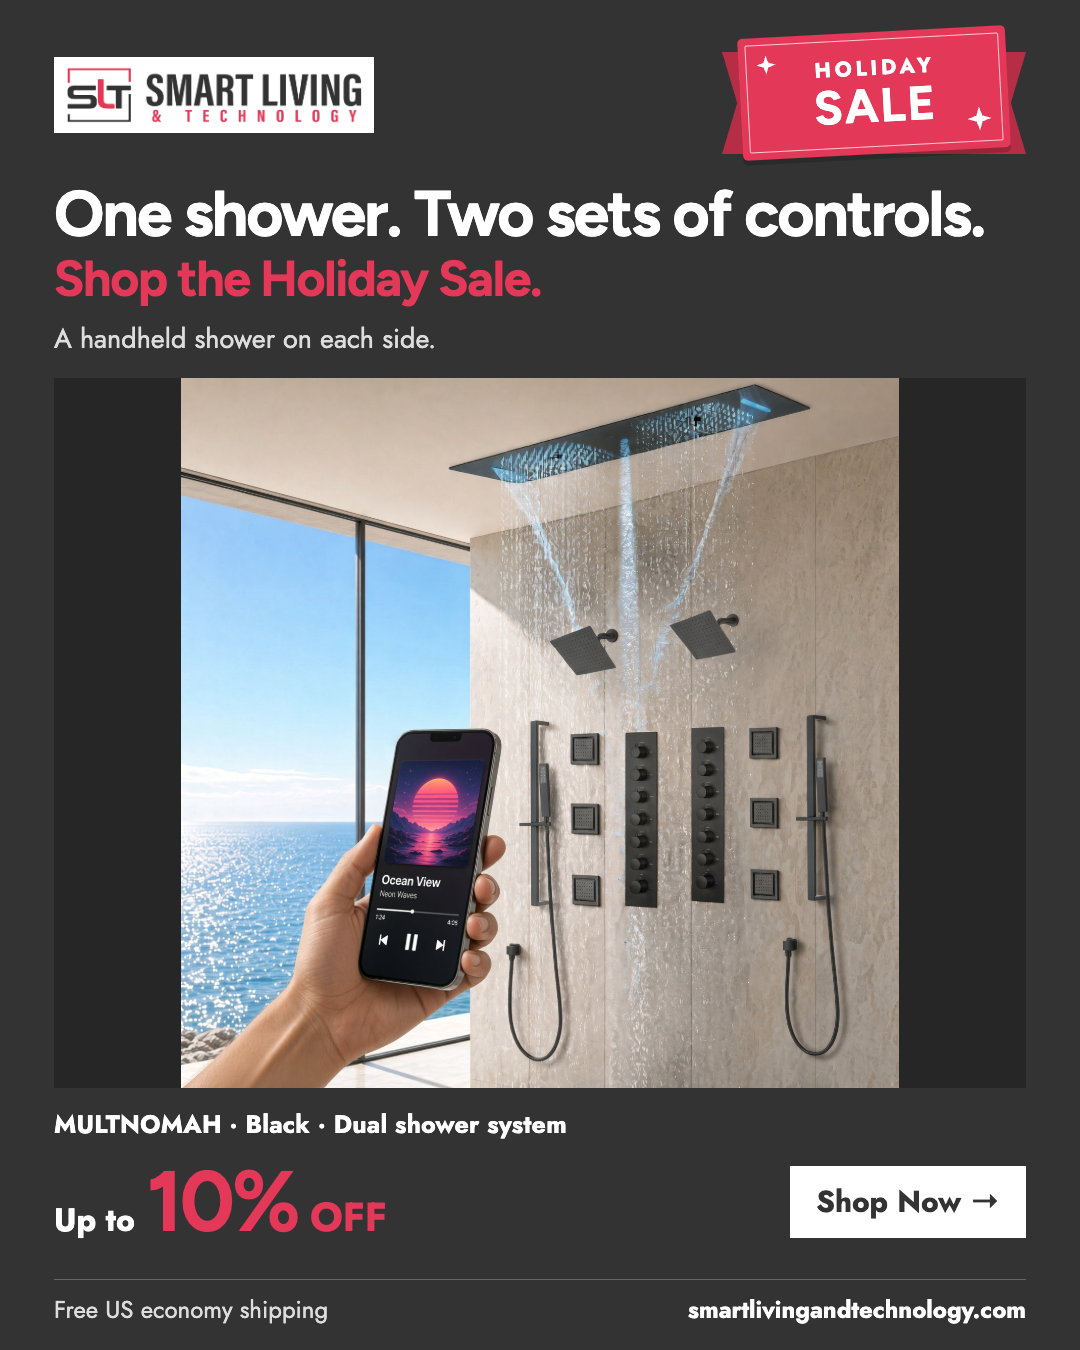 SLT SMART LIVING
& TECHNOLOGY
HOLIDAY
SALE
One shower. Two sets of controls.
Shop the Holiday Sale.
A handheld shower on each side.
Ocean View
Neon Waves
1:24 4:05
MULTNOMAH · Black · Dual shower system
Up to 10% OFF
Shop Now →
Free US economy shipping
smartlivingandtechnology.com